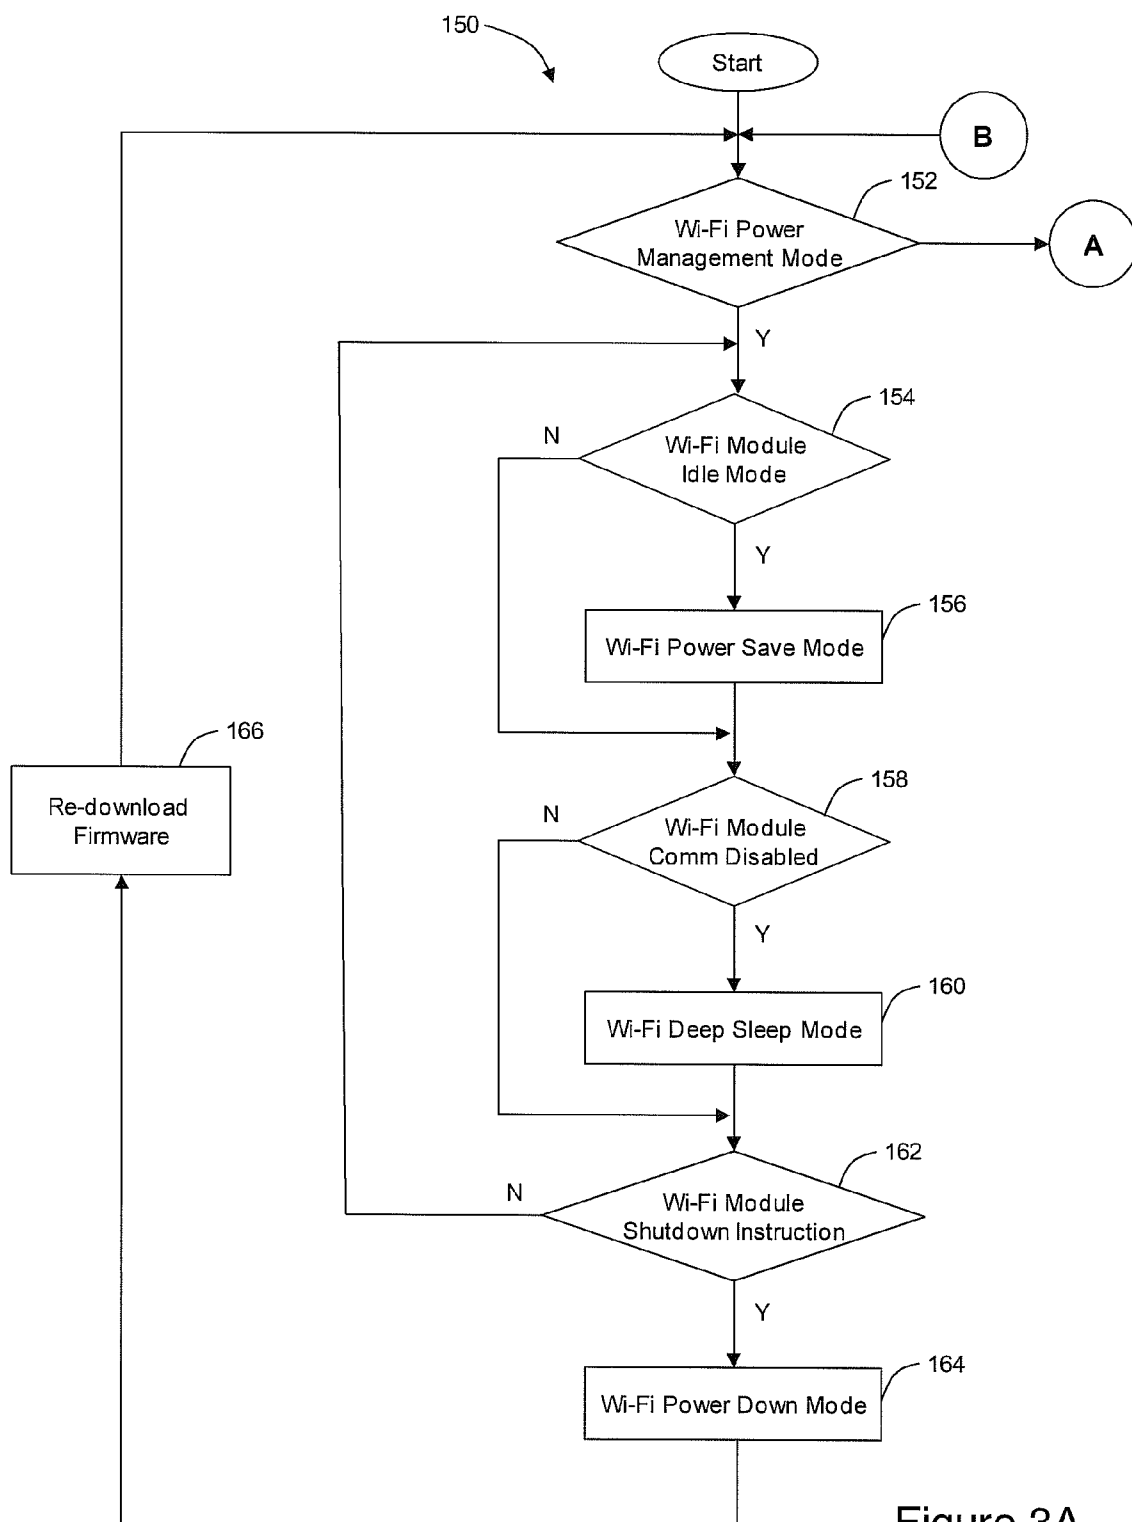 150
Start
B
152
Wi-Fi Power
Management Mode
A
Y
154
N
Wi-Fi Module
Idle Mode
Y
156
Wi-Fi Power Save Mode
166
Re-download
Firmware
158
N
Wi-Fi Module
Comm Disabled
Y
160
Wi-Fi Deep Sleep Mode
162
N
Wi-Fi Module
Shutdown Instruction
Y
164
Wi-Fi Power Down Mode
Figure 3A